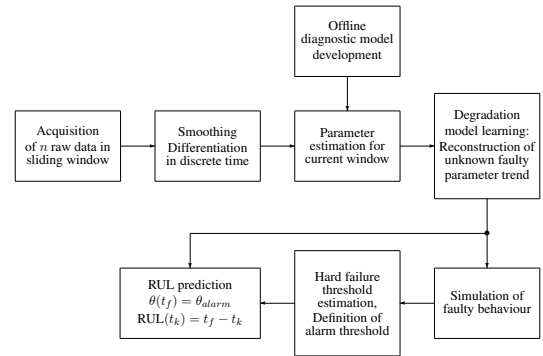 Offline
diagnostic model
development
Acquisition
of n raw data in
sliding window
Smoothing
Differentiation
in discrete time
Parameter
estimation for
current window
Degradation
model learning:
Reconstruction of
unknown faulty
parameter trend
RUL prediction
θ(t_f) = θ_alarm
RUL(t_k) = t_f − t_k
Hard failure
threshold
estimation,
Definition of
alarm threshold
Simulation of
faulty behaviour